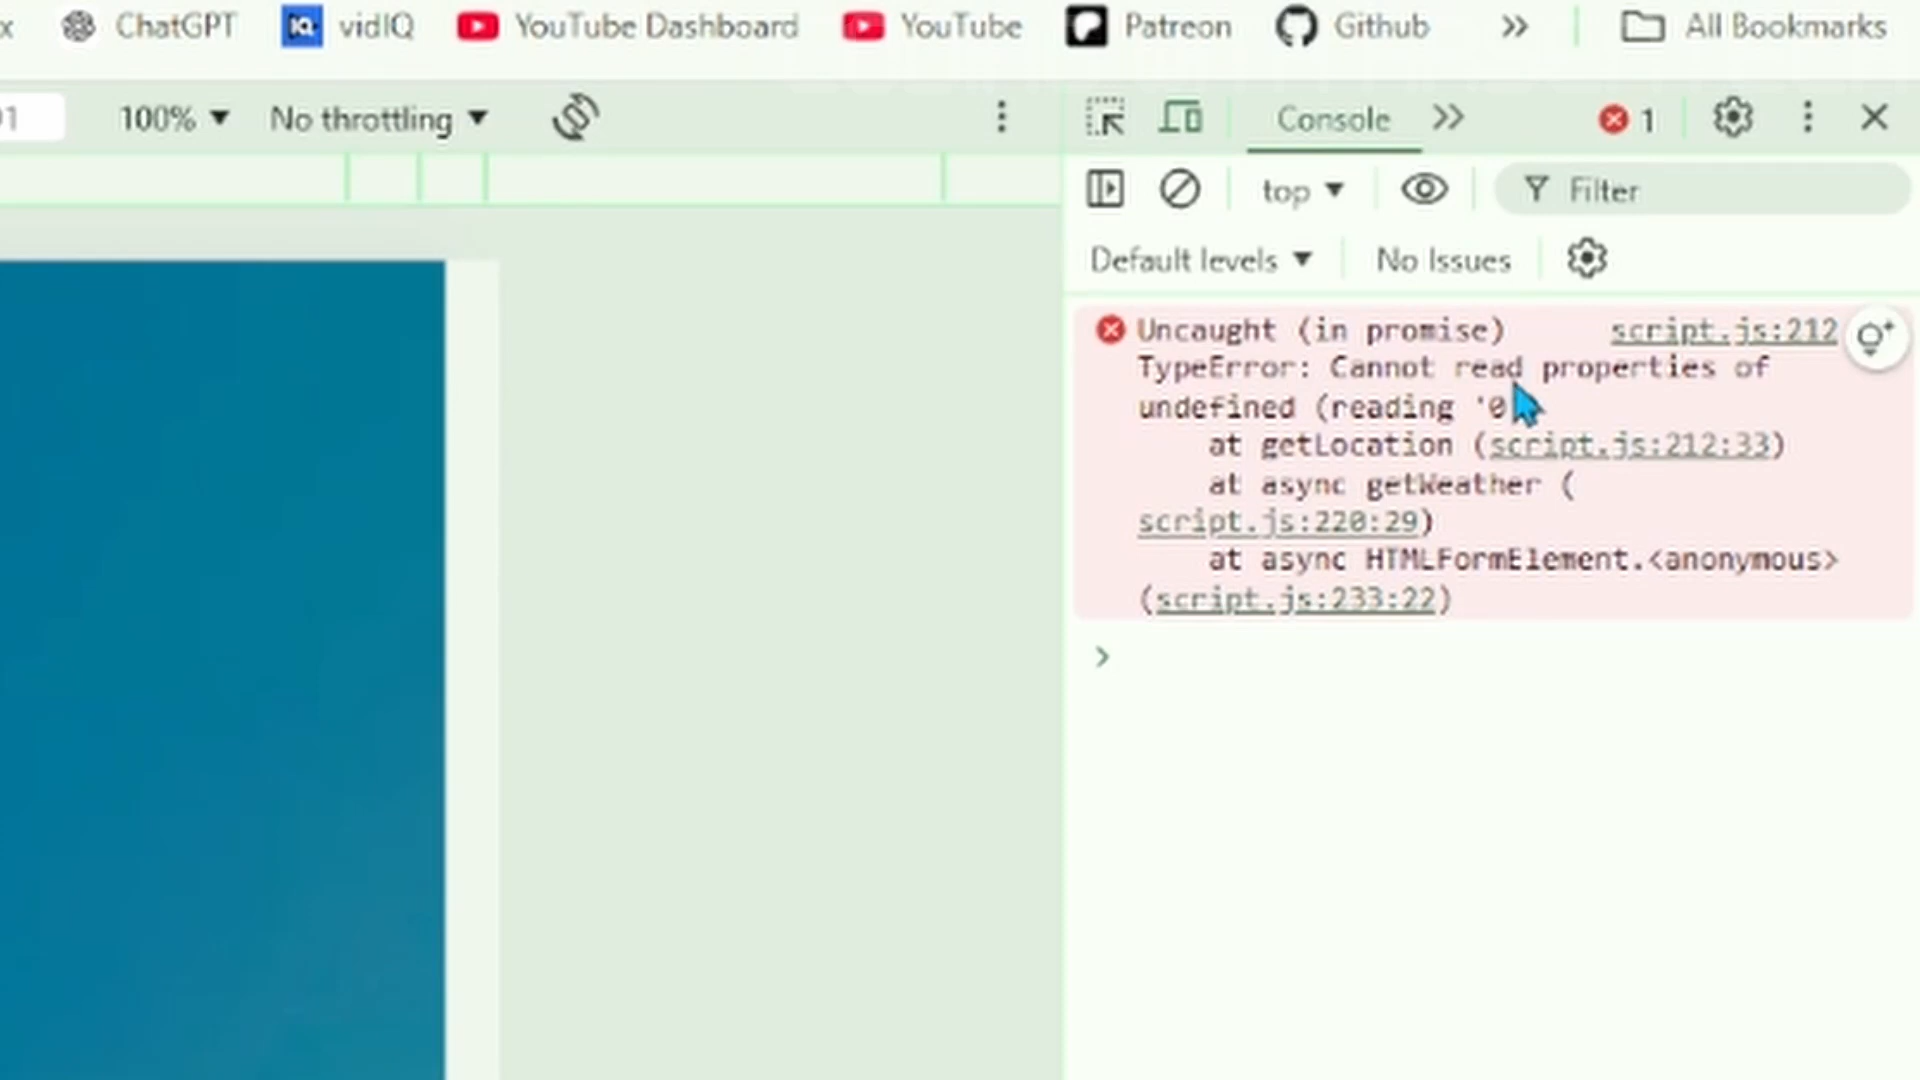 x ChatGPT vidIQ YouTube Dashboard YouTube Patreon Github » All Bookmarks
100% No throttling
Console » 1
top Filter
Default levels No Issues
Uncaught (in promise) script.js:212
TypeError: Cannot read properties of
undefined (reading '0
at getLocation (script.js:212:33)
at async getWeather (
script.js:220:29)
at async HTMLFormElement.<anonymous>
(script.js:233:22)
>